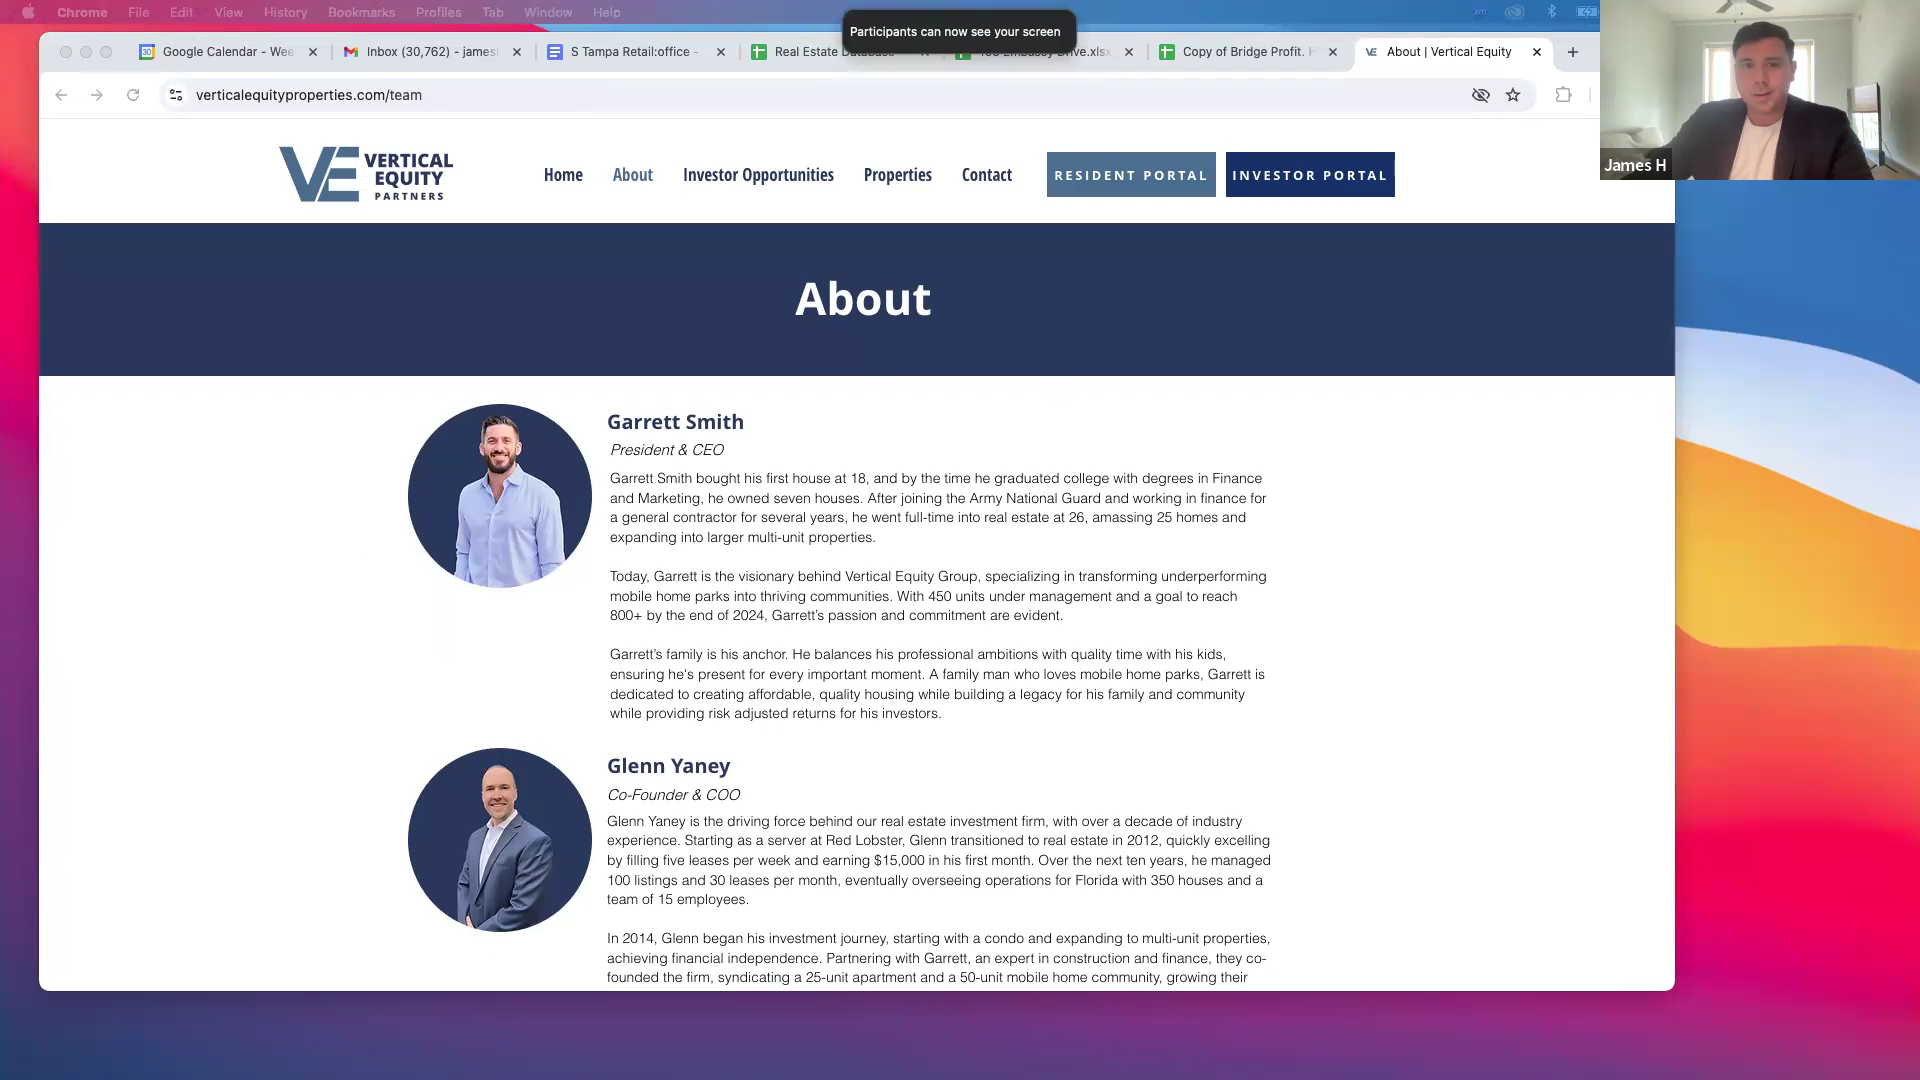 Chrome File Edit View History Bookmarks Profiles Tab Window Help
Participants can now see your screen
Google Calendar - Wee
Inbox (30,762) - james
S Tampa Retail:office -
Real Estate Database
Drive.xlsx
Copy of Bridge Profit.
About | Vertical Equity
verticalequityproperties.com/team
James H
VE VERTICAL
EQUITY
PARTNERS
Home About Investor Opportunities Properties Contact
RESIDENT PORTAL INVESTOR PORTAL
About
Garrett Smith
President & CEO
Garrett Smith bought his first house at 18, and by the time he graduated college with degrees in Finance
and Marketing, he owned seven houses. After joining the Army National Guard and working in finance for
a general contractor for several years, he went full-time into real estate at 26, amassing 25 homes and
expanding into larger multi-unit properties.
Today, Garrett is the visionary behind Vertical Equity Group, specializing in transforming underperforming
mobile home parks into thriving communities. With 450 units under management and a goal to reach
800+ by the end of 2024, Garrett's passion and commitment are evident.
Garrett's family is his anchor. He balances his professional ambitions with quality time with his kids,
ensuring he's present for every important moment. A family man who loves mobile home parks, Garrett is
dedicated to creating affordable, quality housing while building a legacy for his family and community
while providing risk adjusted returns for his investors.
Glenn Yaney
Co-Founder & COO
Glenn Yaney is the driving force behind our real estate investment firm, with over a decade of industry
experience. Starting as a server at Red Lobster, Glenn transitioned to real estate in 2012, quickly excelling
by filling five leases per week and earning $15,000 in his first month. Over the next ten years, he managed
100 listings and 30 leases per month, eventually overseeing operations for Florida with 350 houses and a
team of 15 employees.
In 2014, Glenn began his investment journey, starting with a condo and expanding to multi-unit properties,
achieving financial independence. Partnering with Garrett, an expert in construction and finance, they co-
founded the firm, syndicating a 25-unit apartment and a 50-unit mobile home community, growing their